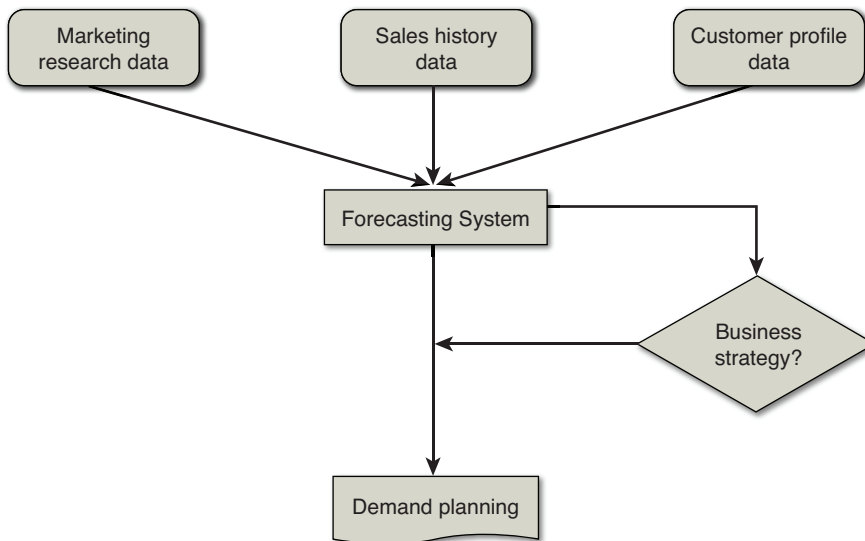 Marketing
research data
Sales history
data
Customer profile
data
Forecasting System
Business
strategy?
Demand planning